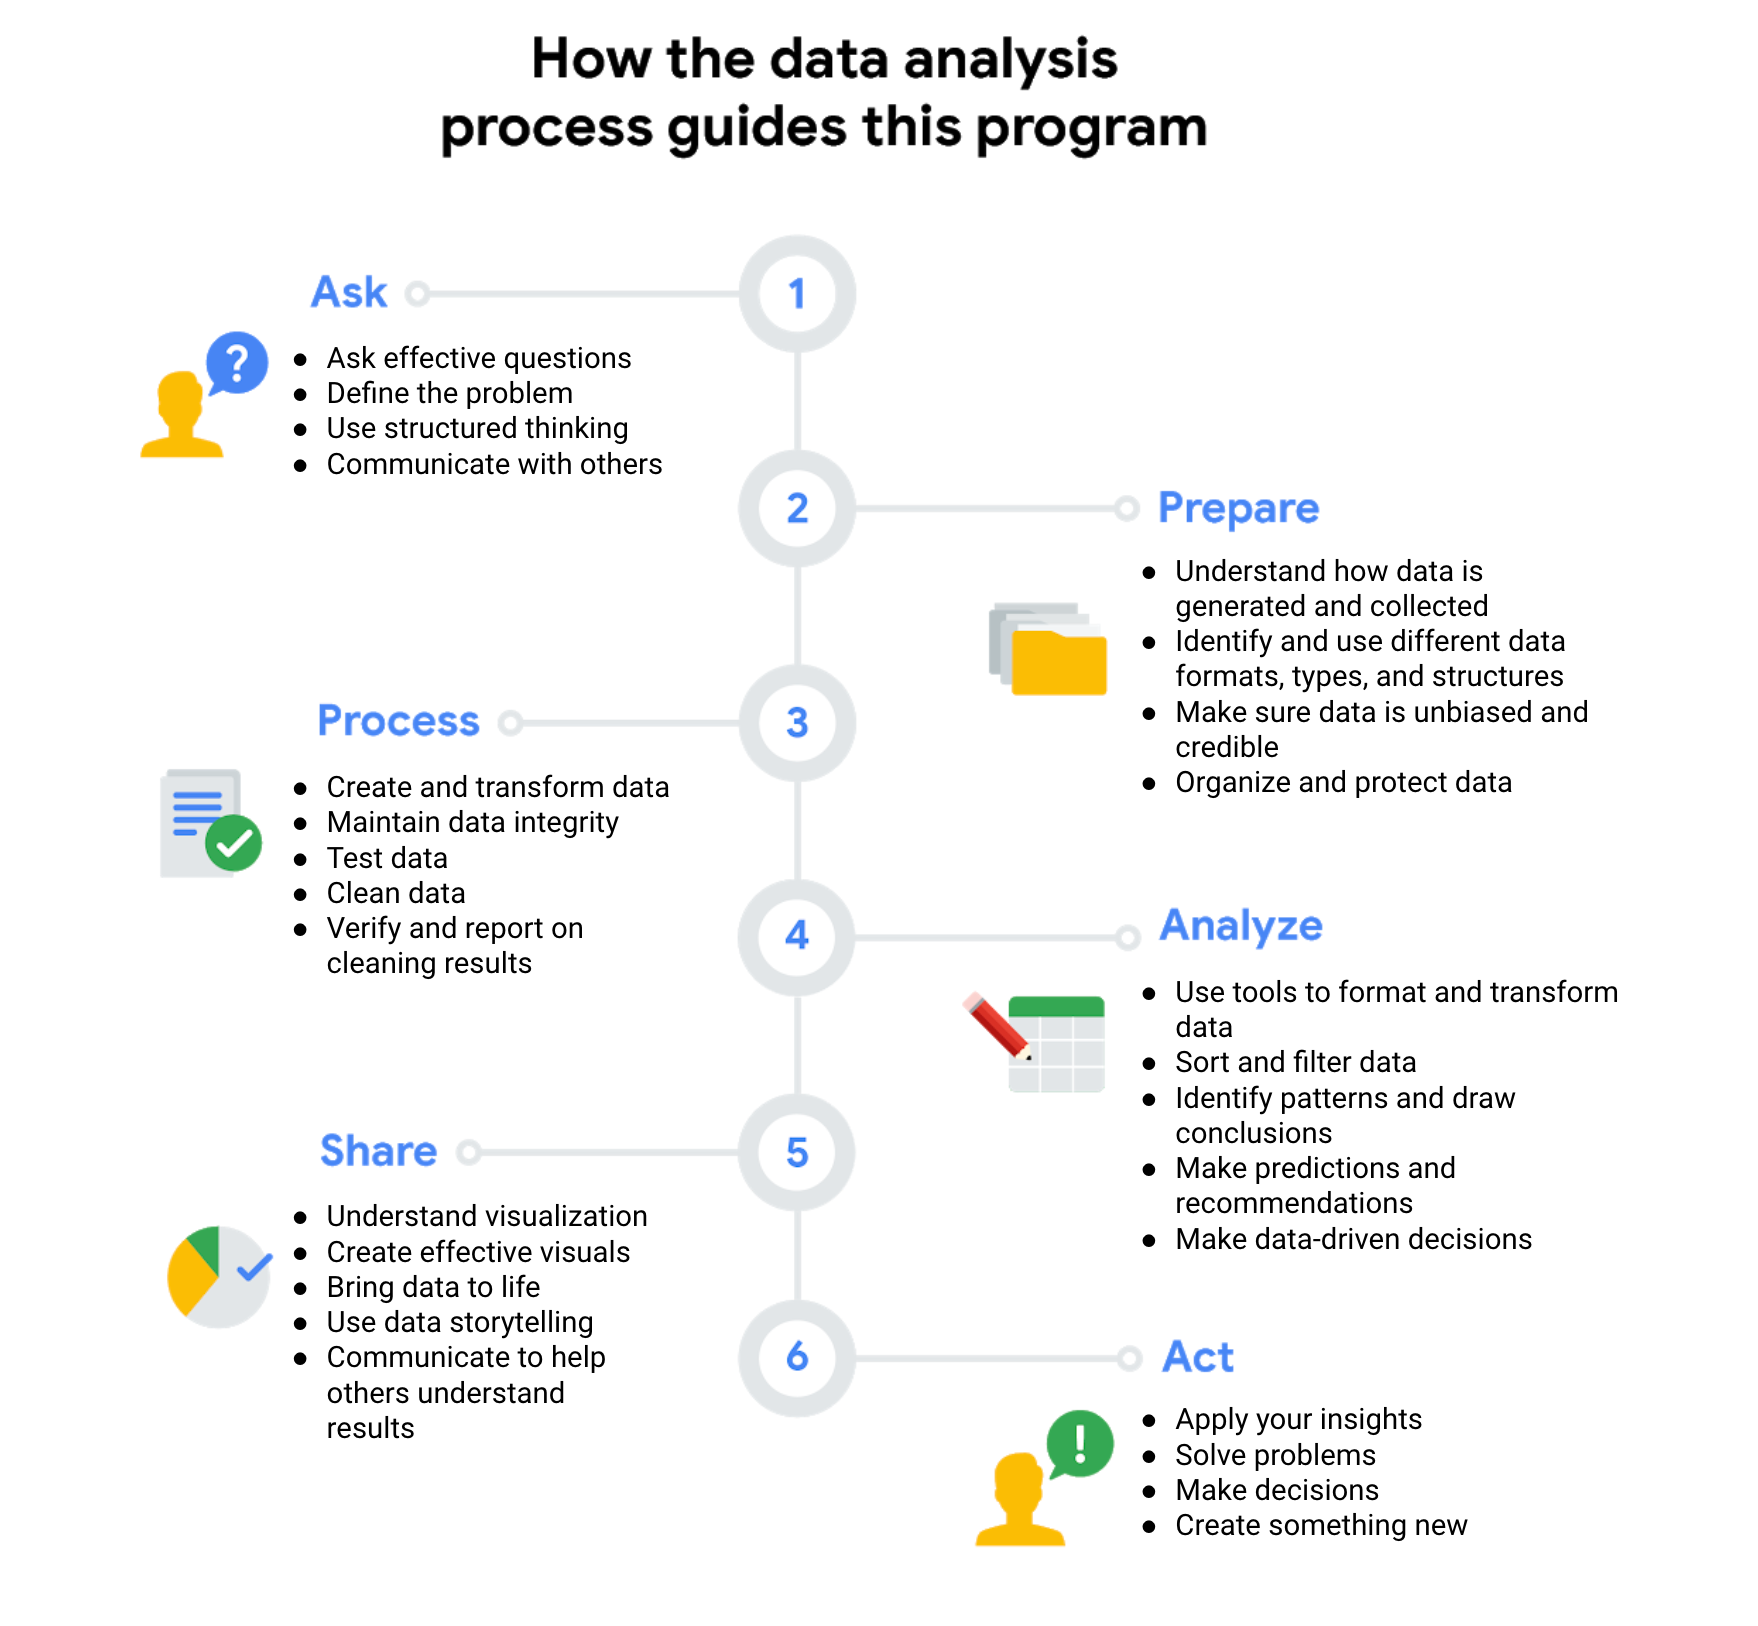 How the data analysis
process guides this program
1
Ask
● Ask effective questions
● Define the problem
● Use structured thinking
● Communicate with others
2
Prepare
● Understand how data is
generated and collected
● Identify and use different data
formats, types, and structures
● Make sure data is unbiased and
credible
● Organize and protect data
3
Process
● Create and transform data
● Maintain data integrity
● Test data
● Clean data
● Verify and report on
cleaning results
4
Analyze
● Use tools to format and transform
data
● Sort and filter data
● Identify patterns and draw
conclusions
● Make predictions and
recommendations
● Make data-driven decisions
5
Share
● Understand visualization
● Create effective visuals
● Bring data to life
● Use data storytelling
● Communicate to help
others understand
results
6
Act
● Apply your insights
● Solve problems
● Make decisions
● Create something new
?
!